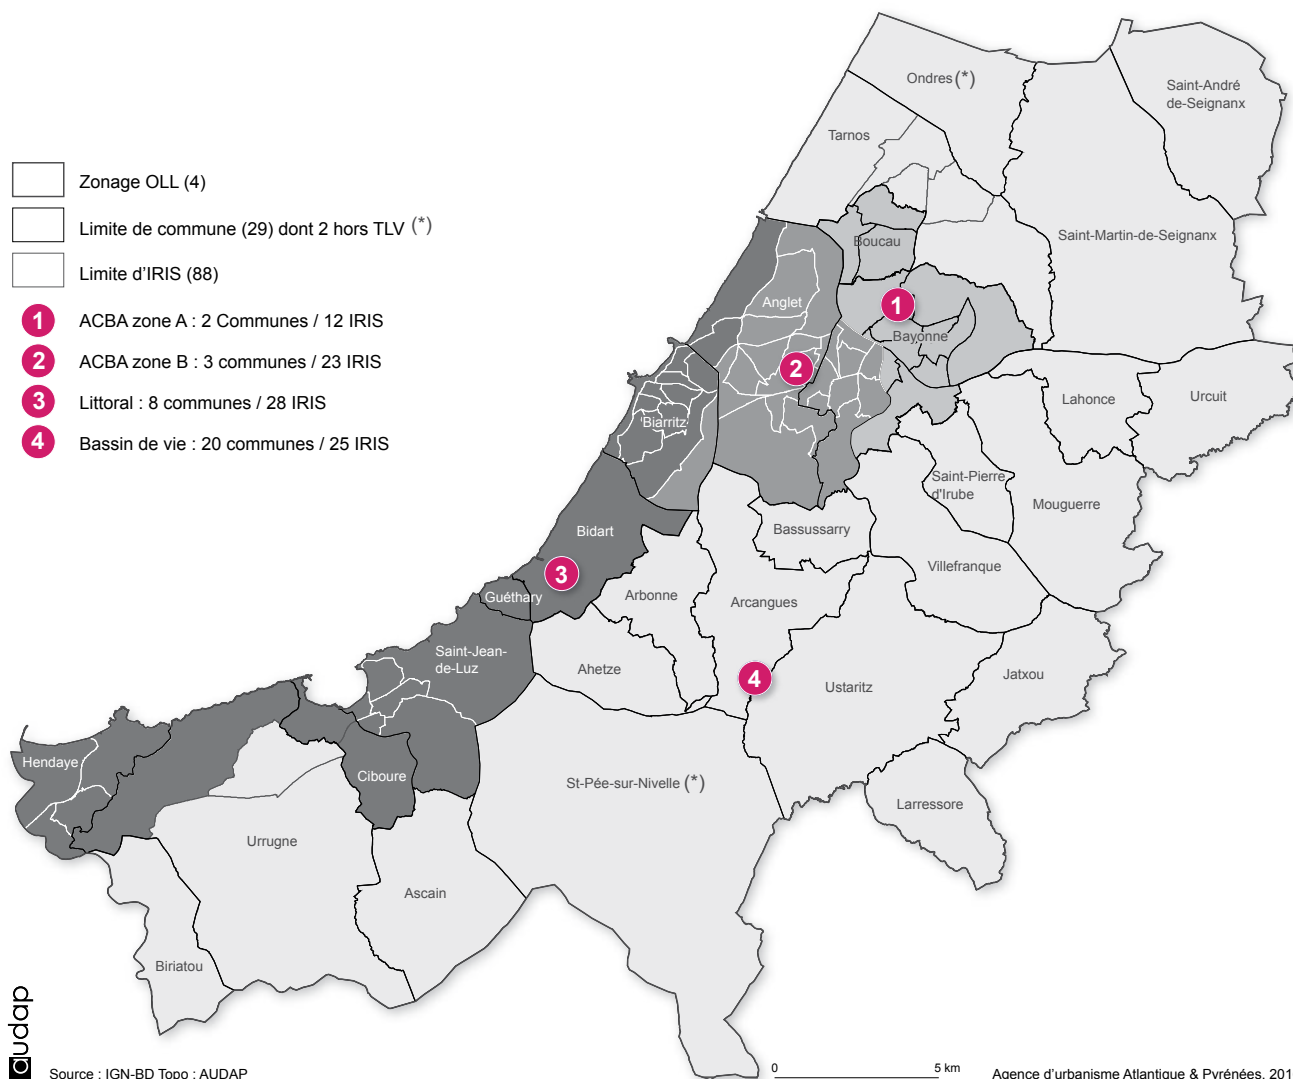 Zonage OLL (4)
Limite de commune (29) dont 2 hors TLV (*)
Limite d'IRIS (88)
1 ACBA zone A : 2 Communes / 12 IRIS
2 ACBA zone B : 3 communes / 23 IRIS
3 Littoral : 8 communes / 28 IRIS
4 Bassin de vie : 20 communes / 25 IRIS
Ondres (*)
Saint-André
de-Seignanx
Tarnos
Saint-Martin-de-Seignanx
Boucau
Anglet
1
Bayonne
2
Lahonce
Urcuit
Biarritz
Saint-Pierre
d'Irube
Mouguerre
Bidart
Bassussarry
Villefranque
3
Guéthary
Arbonne
Arcangues
Saint-Jean-
de-Luz
Ahetze
4
Ustaritz
Jatxou
Hendaye
Ciboure
St-Pée-sur-Nivelle (*)
Larressore
Urrugne
Ascain
Biriatou
audap
Source : IGN-BD Topo ; AUDAP
0 5 km
Agence d'urbanisme Atlantique & Pyrénées, 201